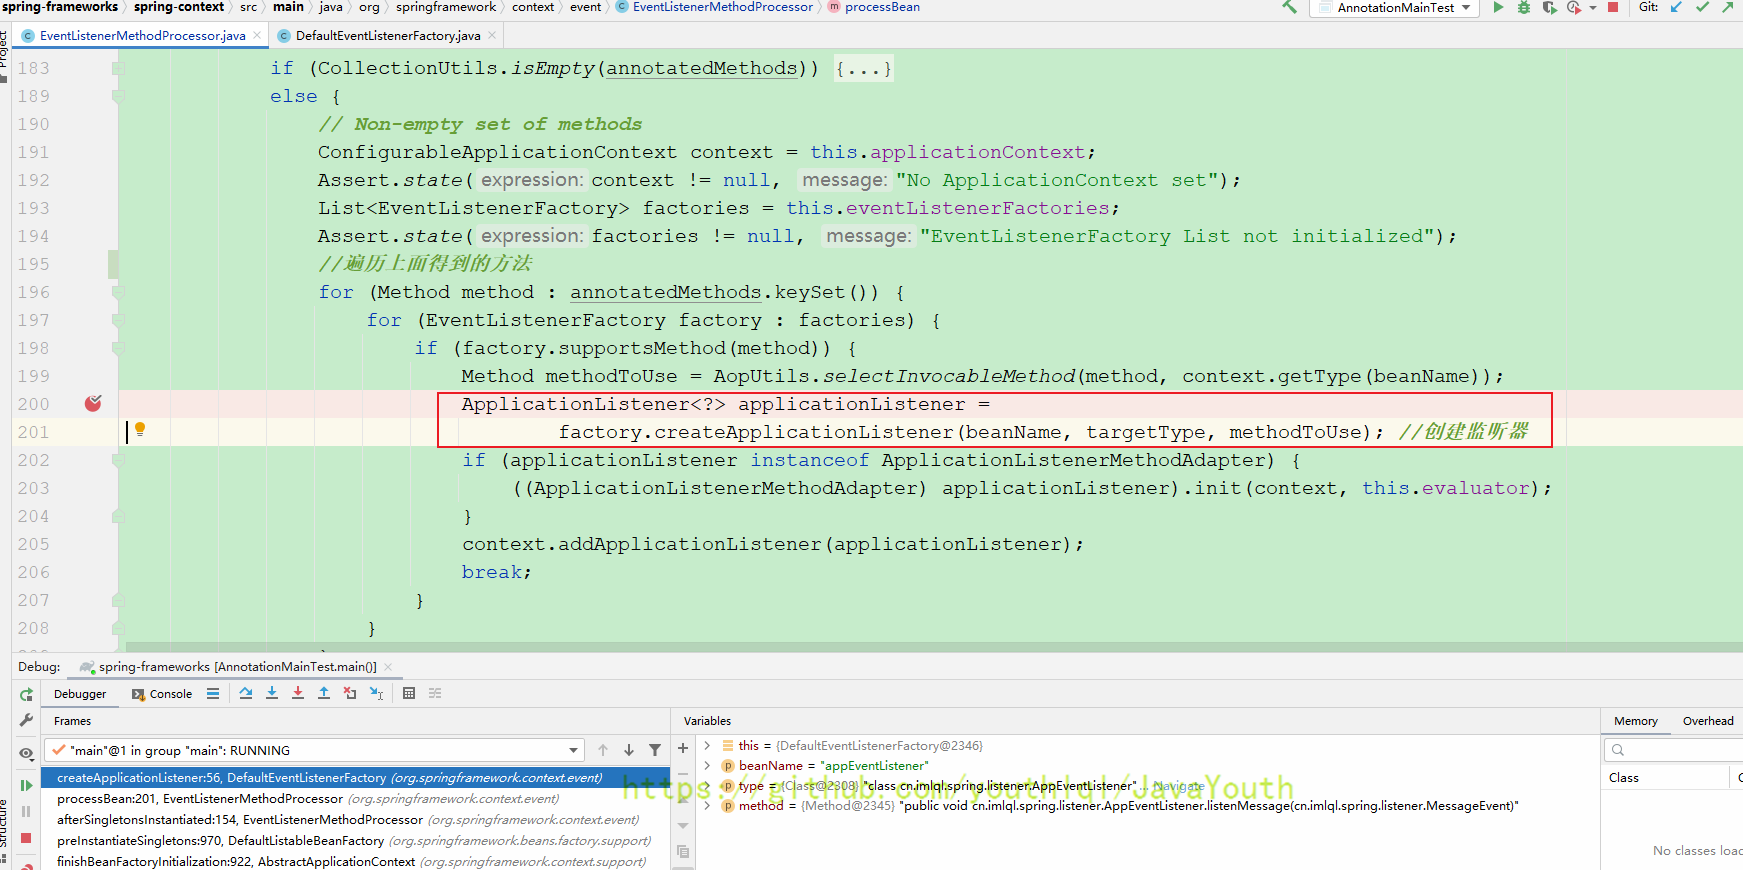 spring-frameworks > spring-context > src > main > java > org > springframework > context > event > EventListenerMethodProcessor > processBean
AnnotationMainTest
Git:
Project
EventListenerMethodProcessor.java
DefaultEventListenerFactory.java
183 if (CollectionUtils.isEmpty(annotatedMethods)) {...}
189 else {
190 // Non-empty set of methods
191 ConfigurableApplicationContext context = this.applicationContext;
192 Assert.state( expression: context != null, message: "No ApplicationContext set");
193 List<EventListenerFactory> factories = this.eventListenerFactories;
194 Assert.state( expression: factories != null, message: "EventListenerFactory List not initialized");
195 //遍历上面得到的方法
196 for (Method method : annotatedMethods.keySet()) {
197 for (EventListenerFactory factory : factories) {
198 if (factory.supportsMethod(method)) {
199 Method methodToUse = AopUtils.selectInvocableMethod(method, context.getType(beanName));
200 ApplicationListener<?> applicationListener =
201 factory.createApplicationListener(beanName, targetType, methodToUse); //创建监听器
202 if (applicationListener instanceof ApplicationListenerMethodAdapter) {
203 ((ApplicationListenerMethodAdapter) applicationListener).init(context, this.evaluator);
204 }
205 context.addApplicationListener(applicationListener);
206 break;
207 }
208 }
Debug: spring-frameworks [AnnotationMainTest.main()]
Debugger Console
Frames
"main"@1 in group "main": RUNNING
createApplicationListener:56, DefaultEventListenerFactory (org.springframework.context.event)
processBean:201, EventListenerMethodProcessor (org.springframework.context.event)
afterSingletonsInstantiated:154, EventListenerMethodProcessor (org.springframework.context.event)
preInstantiateSingletons:970, DefaultListableBeanFactory (org.springframework.beans.factory.support)
finishBeanFactoryInitialization:922, AbstractApplicationContext (org.springframework.context.support)
Structure
Variables
this = {DefaultEventListenerFactory@2346}
beanName = "appEventListener"
type = {Class@2308} "class cn.imlql.spring.listener.AppEventListener" ... Navigate
method = {Method@2345} "public void cn.imlql.spring.listener.AppEventListener.listenMessage(cn.imlql.spring.listener.MessageEvent)"
https://github.com/youthlql/JavaYouth
Memory Overhead
Class
No classes load